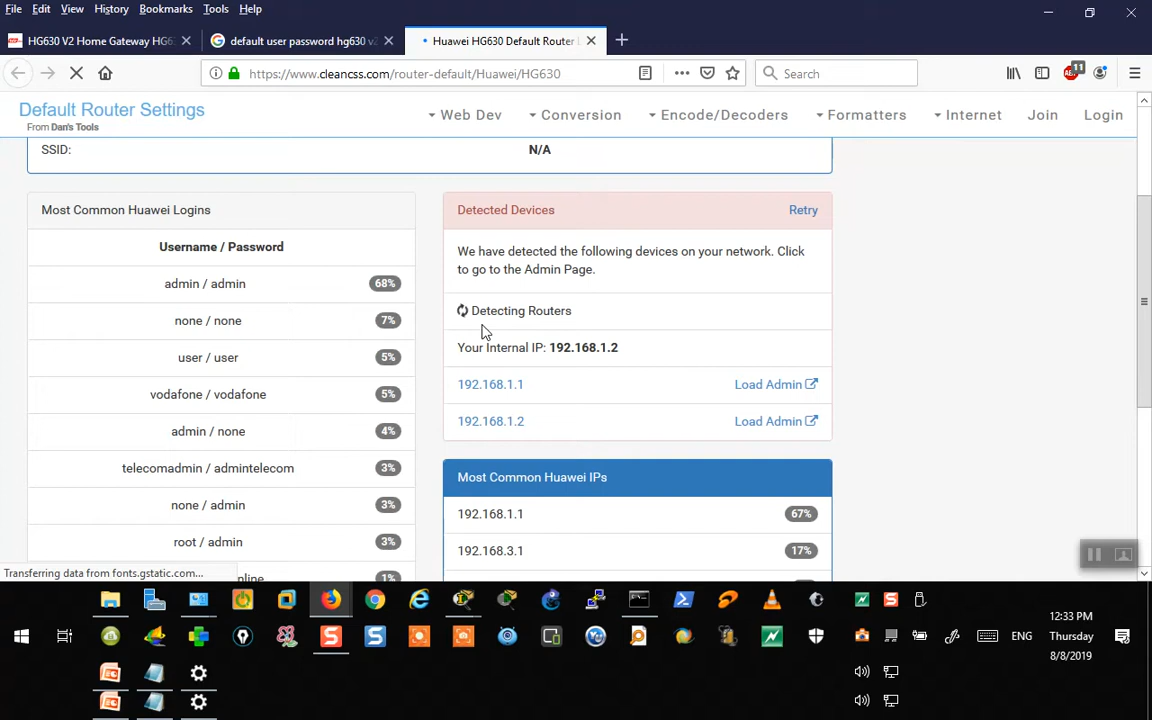 File Edit View History Bookmarks Tools Help
HG630 V2 Home Gateway HG63
default user password hg630 v2
Huawei HG630 Default Router L
https://www.cleancss.com/router-default/Huawei/HG630
Search
11
Default Router Settings
From Dan's Tools
Web Dev Conversion Encode/Decoders Formatters Internet Join Login
SSID: N/A
Most Common Huawei Logins
Username / Password
admin / admin 68%
none / none 7%
user / user 5%
vodafone / vodafone 5%
admin / none 4%
telecomadmin / admintelecom 3%
none / admin 3%
root / admin 3%
nline 1%
Detected Devices Retry
We have detected the following devices on your network. Click
to go to the Admin Page.
Detecting Routers
Your Internal IP: 192.168.1.2
192.168.1.1 Load Admin
192.168.1.2 Load Admin
Most Common Huawei IPs
192.168.1.1 67%
192.168.3.1 17%
Transferring data from fonts.gstatic.com...
ENG
12:33 PM
Thursday
8/8/2019